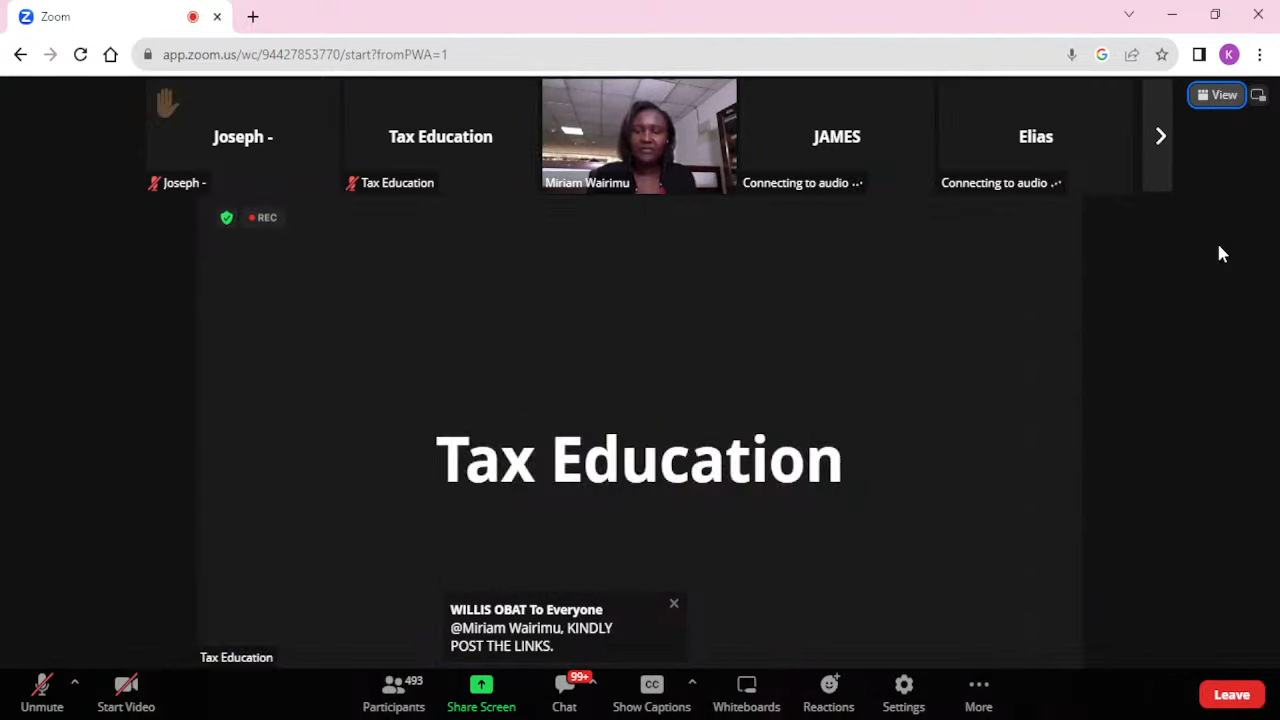 Zoom
app.zoom.us/wc/94427853770/start?fromPWA=1
K
Joseph -
Tax Education
JAMES
Elias
View
Joseph -
Tax Education
Miriam Wairimu
Connecting to audio ···
Connecting to audio ···
REC
Tax Education
WILLIS OBAT To Everyone
@Miriam Wairimu, KINDLY
POST THE LINKS.
Tax Education
493
99+
CC
Unmute
Start Video
Participants
Share Screen
Chat
Show Captions
Whiteboards
Reactions
Settings
More
Leave